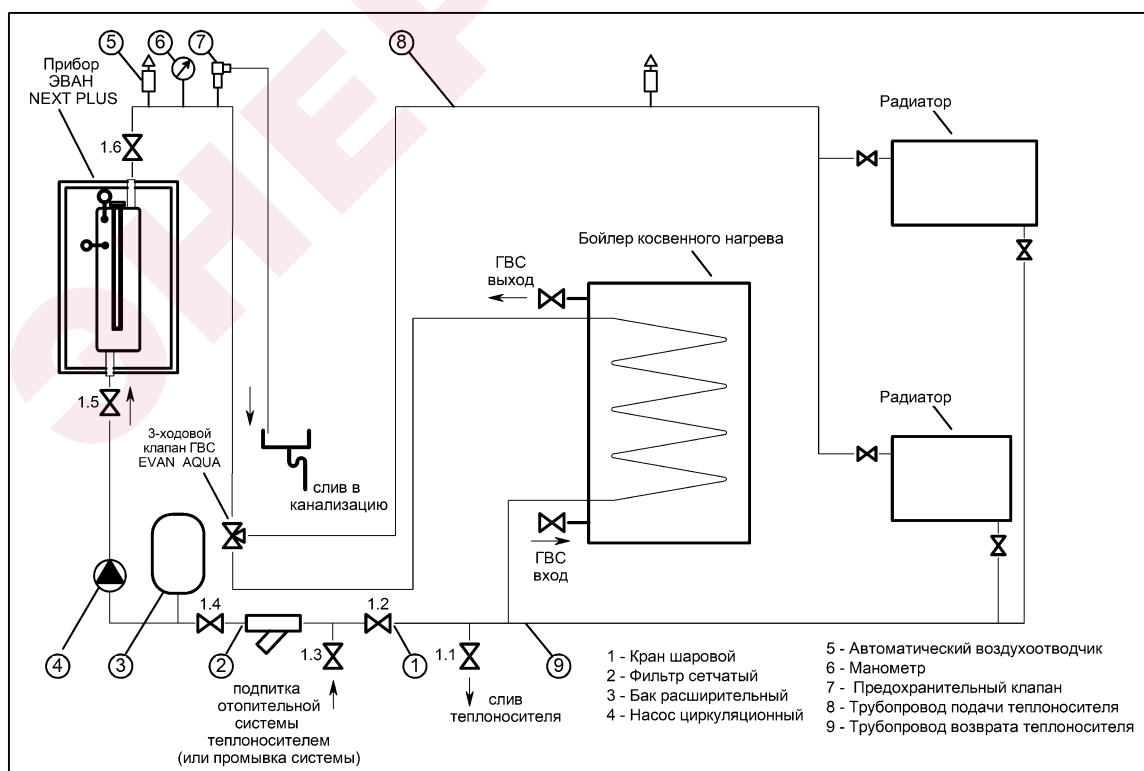 5
6
7
8
Прибор
ЭВАН
NEXT PLUS
1.6
Радиатор
Бойлер косвенного нагрева
ГВС
выход
1.5
3-ходовой
клапан ГВС
EVAN AQUA
Радиатор
слив в
канализацию
ГВС
вход
1.4
1.2
4
3
2
1.3
1
1.1
9
подпитка
отопительной
системы
теплоносителем
(или промывка системы)
слив
теплоносителя
1 - Кран шаровой
2 - Фильтр сетчатый
3 - Бак расширительный
4 - Насос циркуляционный
5 - Автоматический воздухоотводчик
6 - Манометр
7 - Предохранительный клапан
8 - Трубопровод подачи теплоносителя
9 - Трубопровод возврата теплоносителя
ЭНЕР